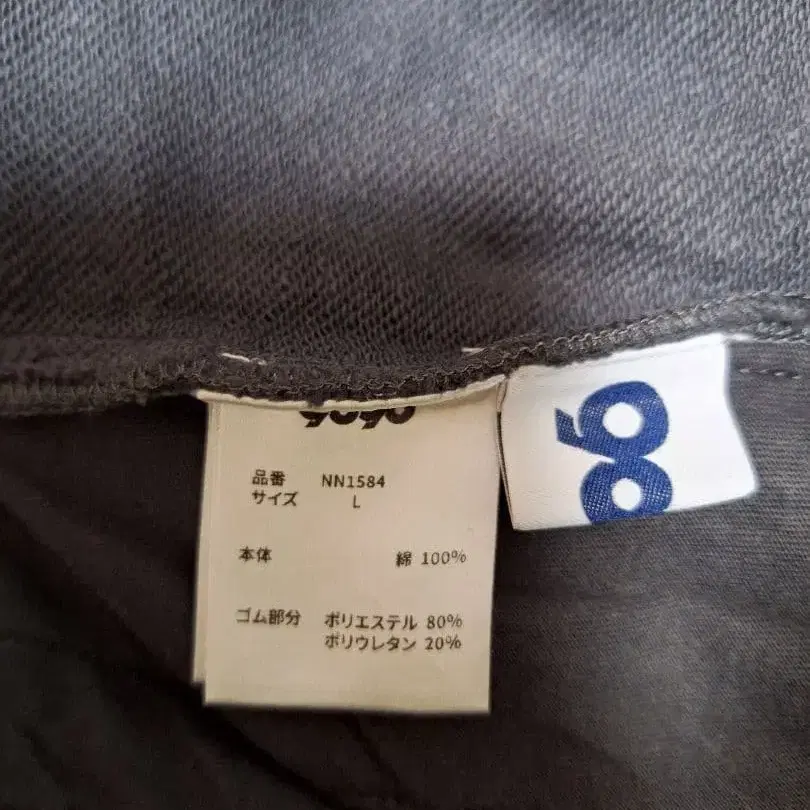 品番 NN1584
サイズ L
本体 綿 100%
ゴム部分 ポリエステル 80%
ポリウレタン 20%